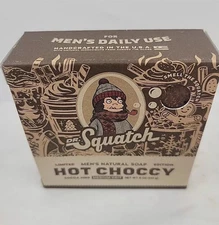 FOR
MEN'S DAILY USE
HANDCRAFTED IN THE U.S.A.
DR.
Squatch
LIMITED MEN'S NATURAL SOAP EDITION
HOT CHOCCY